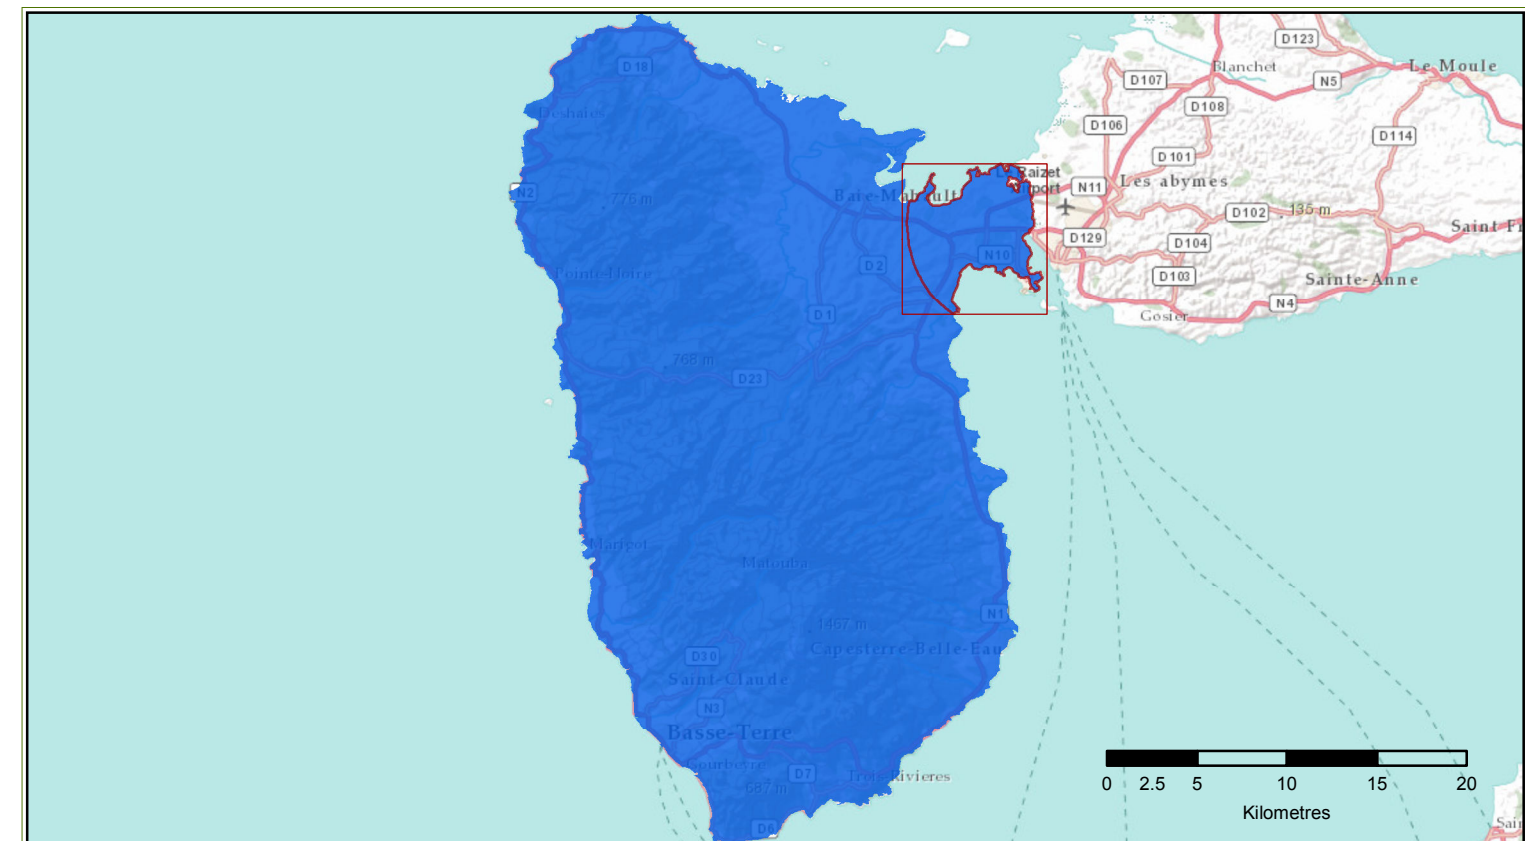 D123
Blanchet
Le Moule
D18
D107
N5
D108
Deshaies
D106
D114
D101
Raizet
N11
Les abymes
N2
776 m
Baie-Mahault
D102
135 m
D129
D104
N10
D2
Pointe-Noire
D103
Sainte-Anne
N4
D1
Gosier
768 m
D23
Marigot
Matouba
N1
1467 m
Capesterre-Belle-Eau
D30
Saint-Claude
N3
Basse-Terre
Gourbeyre
D7
Trois-Rivieres
687 m
D6
0 2.5 5 10 15 20
Kilometres